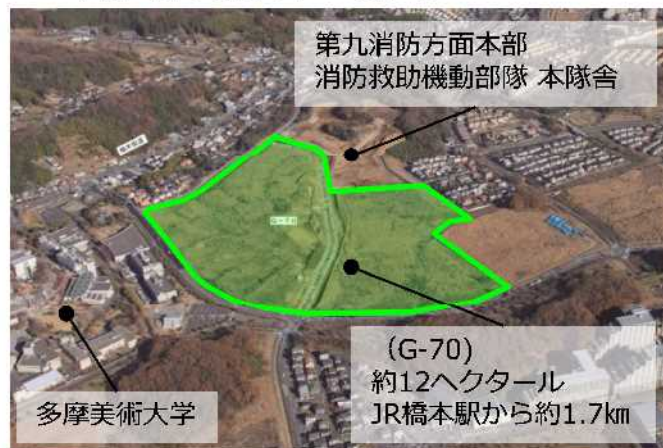 第九消防方面本部
消防救助機動部隊 本隊舎
(G-70)
約12ヘクタール
JR橋本駅から約1.7㎞
多摩美術大学